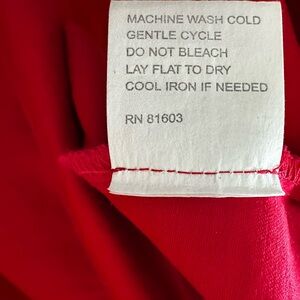 MACHINE WASH COLD
GENTLE CYCLE
DO NOT BLEACH
LAY FLAT TO DRY
COOL IRON IF NEEDED
RN 81603